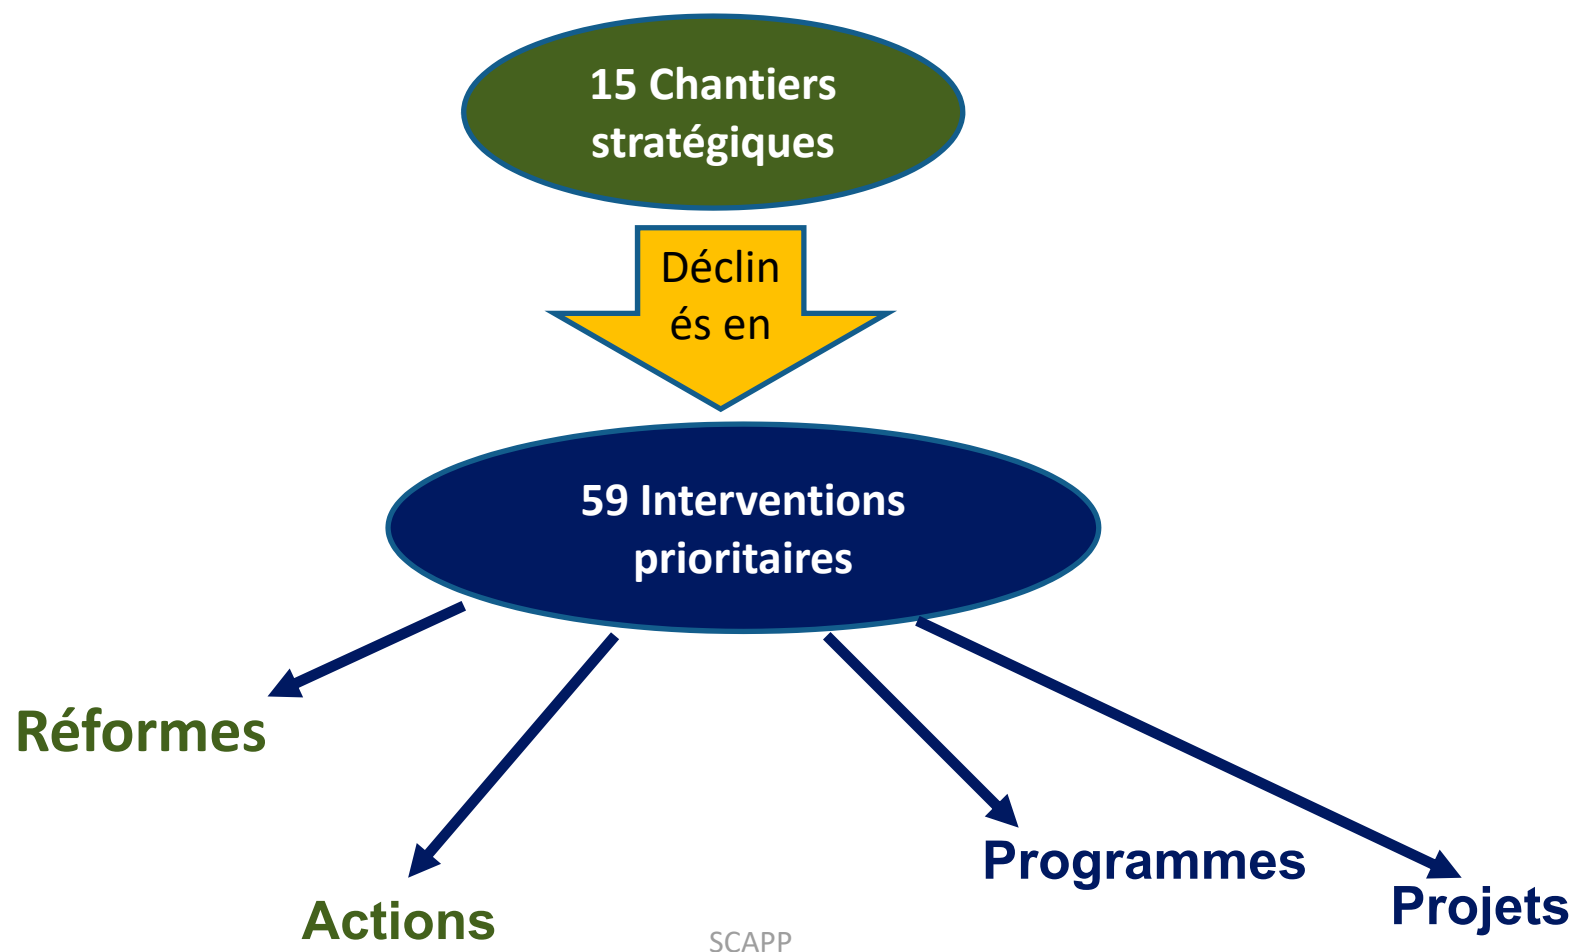 15 Chantiers
stratégiques
Déclin
és en
59 Interventions
prioritaires
Réformes
Actions
Programmes
Projets
SCAPP